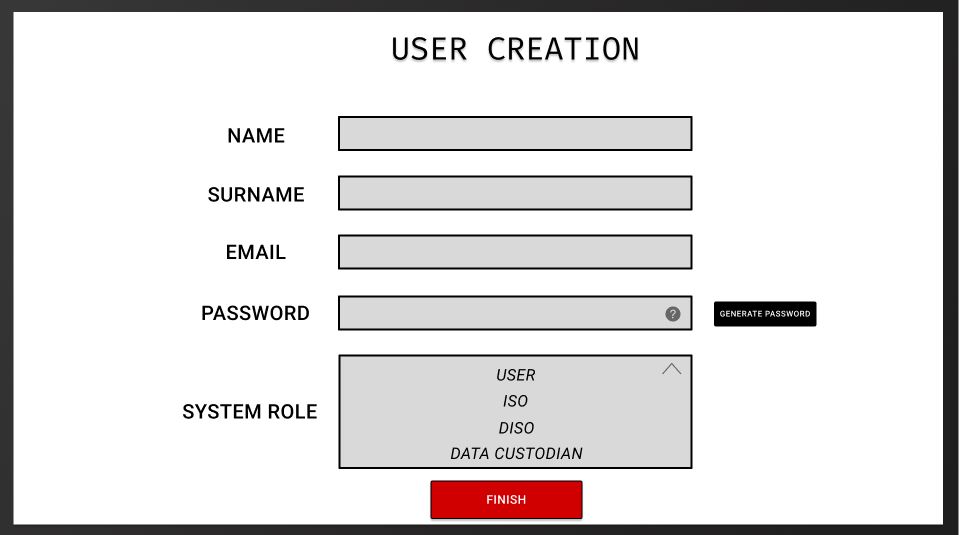 USER CREATION
NAME
SURNAME
EMAIL
PASSWORD
?
GENERATE PASSWORD
SYSTEM ROLE
USER
ISO
DISO
DATA CUSTODIAN
FINISH